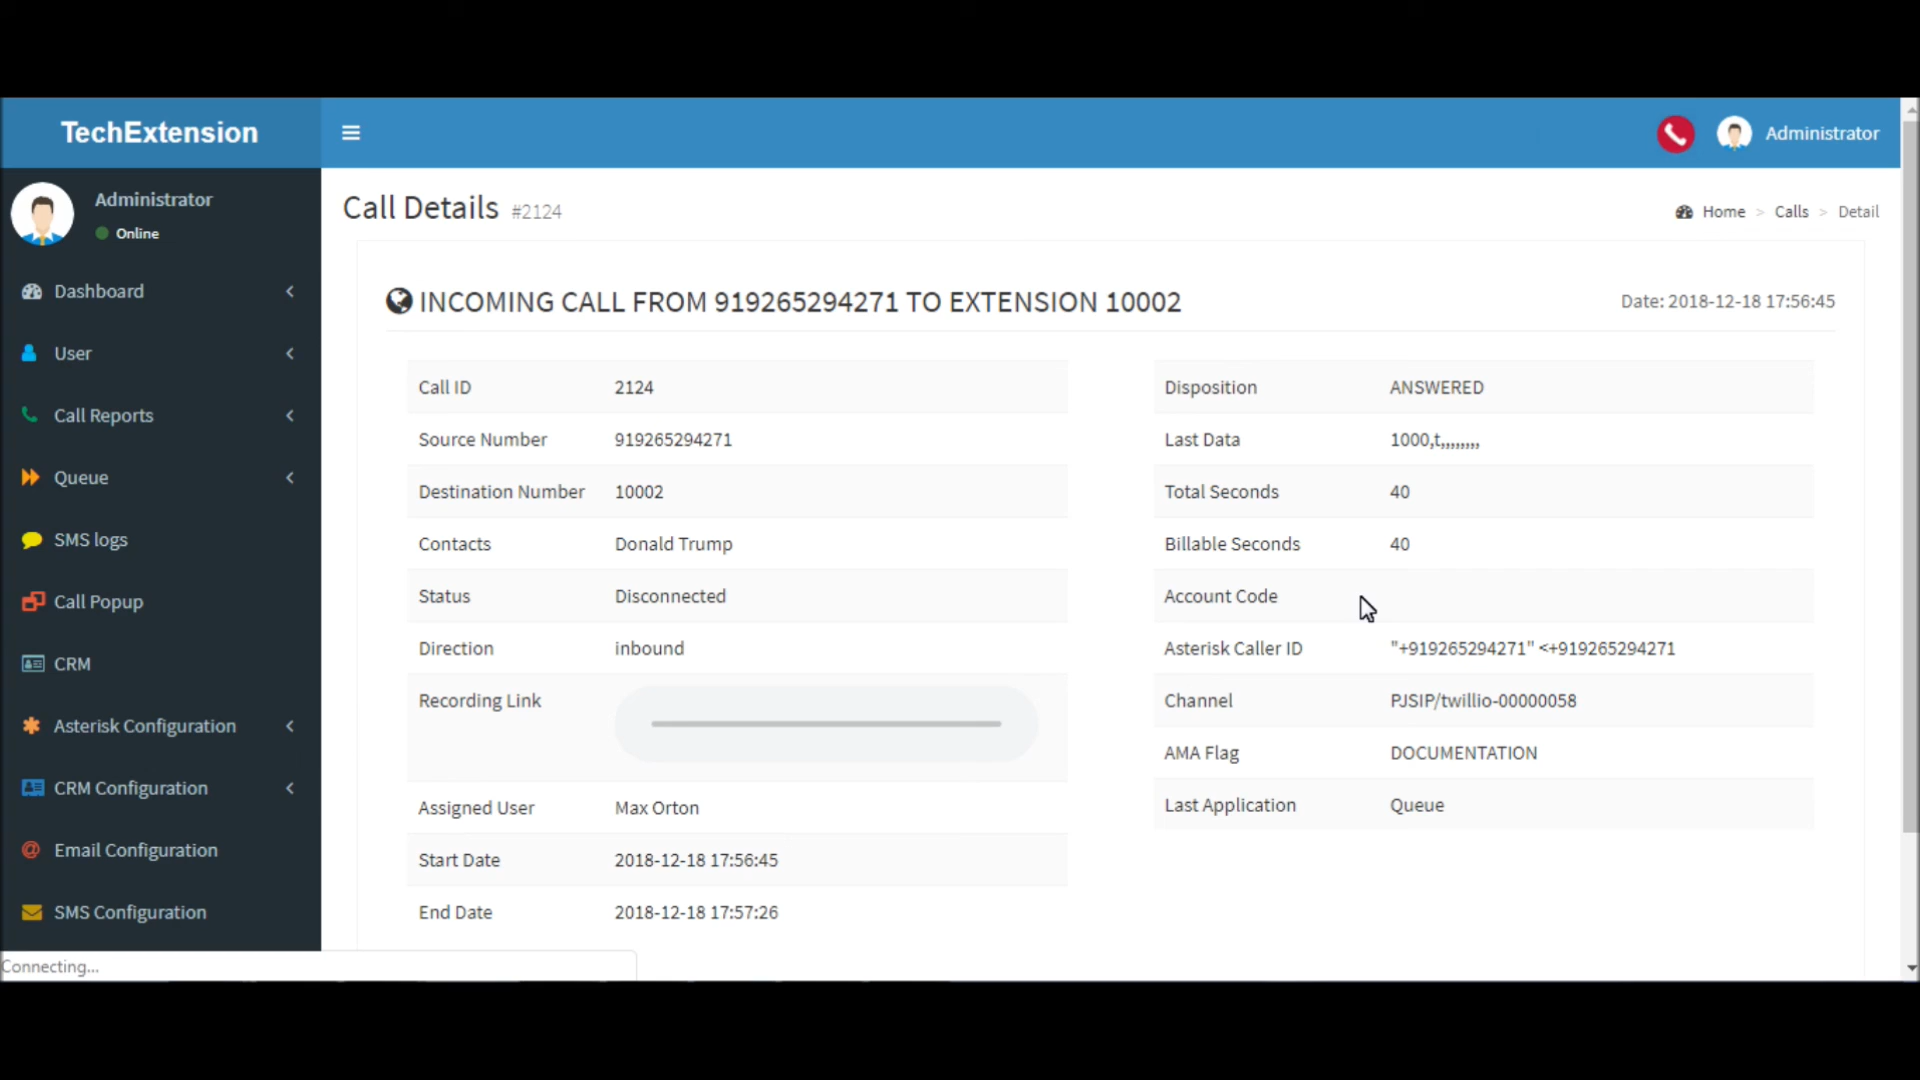 TechExtension
Administrator
Administrator
Online
Dashboard
User
Call Reports
Queue
SMS logs
Call Popup
CRM
Asterisk Configuration
CRM Configuration
Email Configuration
SMS Configuration
Connecting...
Call Details #2124
Home > Calls > Detail
INCOMING CALL FROM 919265294271 TO EXTENSION 10002
Date: 2018-12-18 17:56:45
Call ID 2124
Source Number 919265294271
Destination Number 10002
Contacts Donald Trump
Status Disconnected
Direction inbound
Recording Link
Assigned User Max Orton
Start Date 2018-12-18 17:56:45
End Date 2018-12-18 17:57:26
Disposition ANSWERED
Last Data 1000,t,,,,,,,,
Total Seconds 40
Billable Seconds 40
Account Code
Asterisk Caller ID "+919265294271" <+919265294271
Channel PJSIP/twillio-00000058
AMA Flag DOCUMENTATION
Last Application Queue